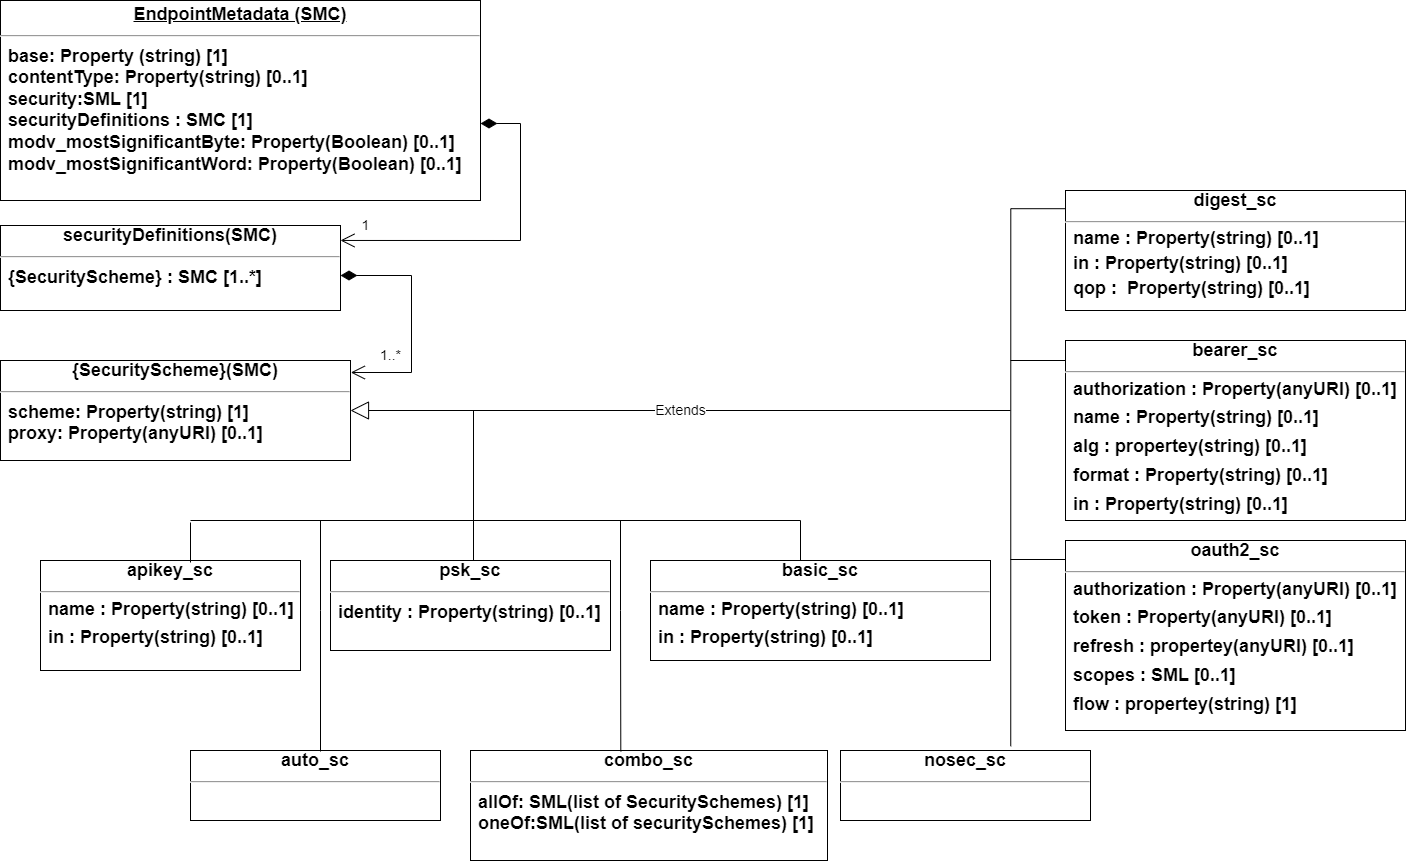 EndpointMetadata (SMC)
base: Property (string) [1]
contentType: Property(string) [0..1]
security:SML [1]
securityDefinitions : SMC [1]
modv_mostSignificantByte: Property(Boolean) [0..1]
modv_mostSignificantWord: Property(Boolean) [0..1]
1
securityDefinitions(SMC)
{SecurityScheme} : SMC [1..*]
1..*
{SecurityScheme}(SMC)
scheme: Property(string) [1]
proxy: Property(anyURI) [0..1]
Extends
digest_sc
name : Property(string) [0..1]
in : Property(string) [0..1]
qop :  Property(string) [0..1]
bearer_sc
authorization : Property(anyURI) [0..1]
name : Property(string) [0..1]
alg : propertey(string) [0..1]
format : Property(string) [0..1]
in : Property(string) [0..1]
oauth2_sc
authorization : Property(anyURI) [0..1]
token : Property(anyURI) [0..1]
refresh : propertey(anyURI) [0..1]
scopes : SML [0..1]
flow : propertey(string) [1]
apikey_sc
name : Property(string) [0..1]
in : Property(string) [0..1]
psk_sc
identity : Property(string) [0..1]
basic_sc
name : Property(string) [0..1]
in : Property(string) [0..1]
auto_sc
combo_sc
allOf: SML(list of SecuritySchemes) [1]
oneOf:SML(list of securitySchemes) [1]
nosec_sc